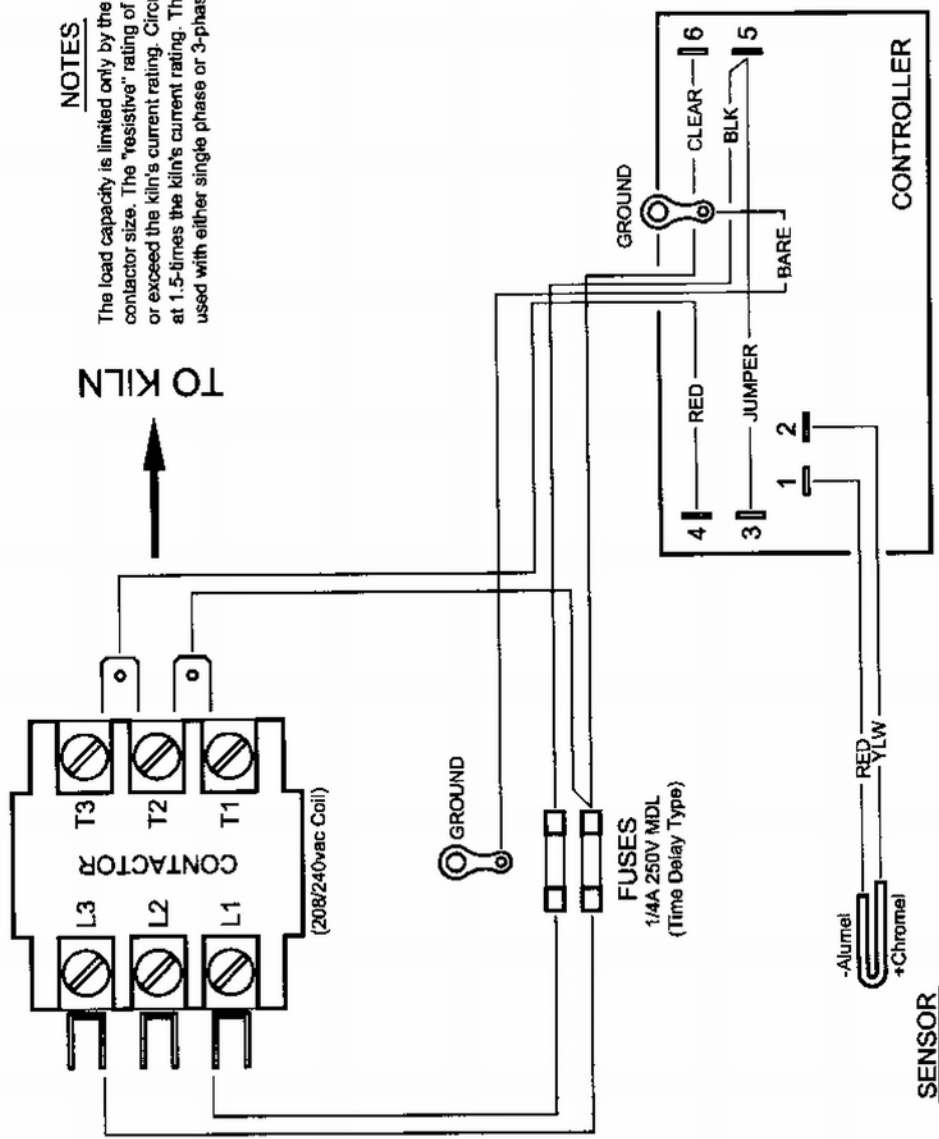 NOTES
The load capacity is limited only by the
contactor size. The "resistive" rating of
or exceed the kiln's current rating. Circu
at 1.5-times the kiln's current rating. Th
used with either single phase or 3-phas
TO KILN
CONTACTOR
L3
L2
L1
T3
T2
T1
(208/240vac Coil)
GROUND
FUSES
1/4A 250V MDL
(Time Delay Type)
GROUND
CLEAR
6
BLK
5
BARE
RED
4
JUMPER
3
1
2
CONTROLLER
RED
YLW
-Alumel
+Chromel
SENSOR